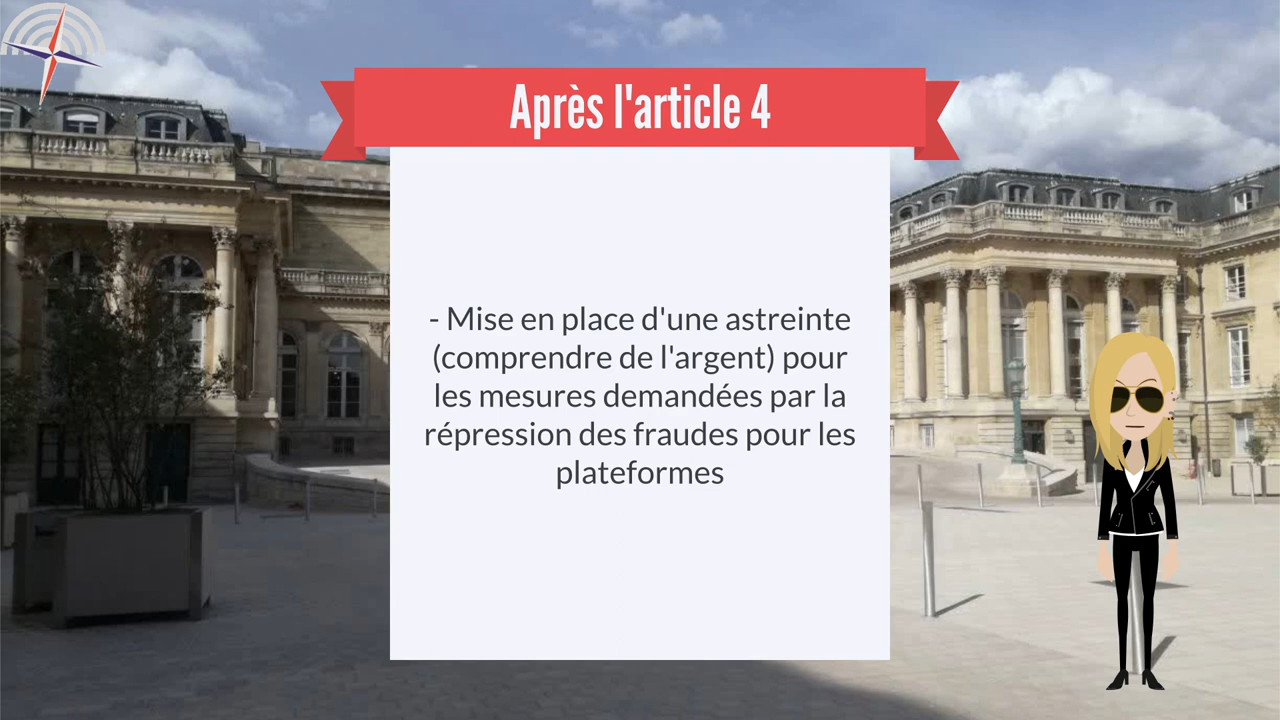 Après l'article 4
- Mise en place d'une astreinte
(comprendre de l'argent) pour
les mesures demandées par la
répression des fraudes pour les
plateformes